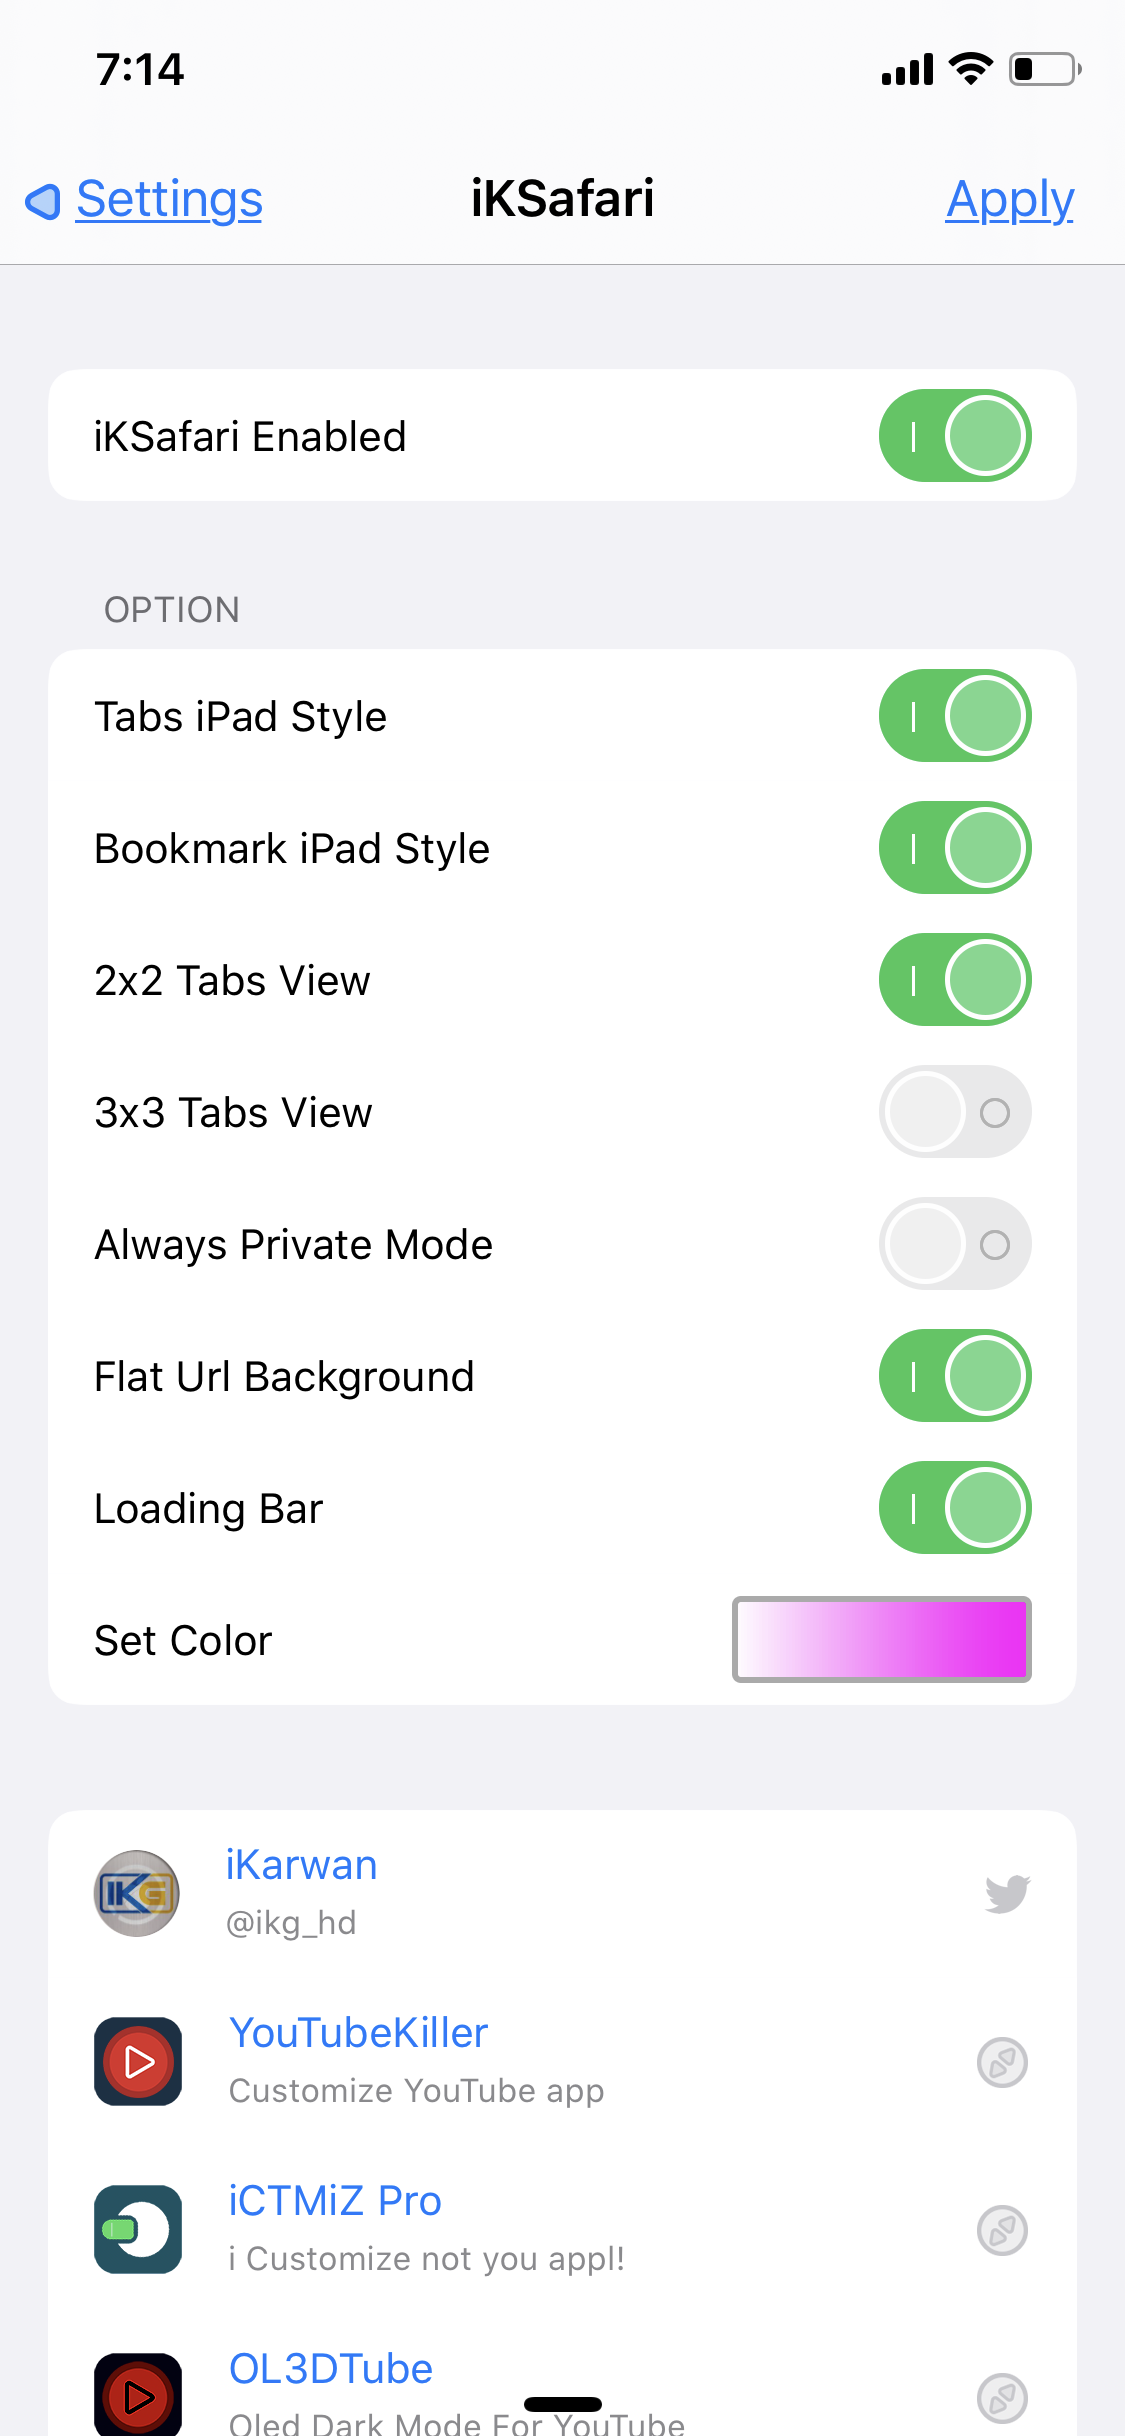 7:14
Settings
iKSafari
Apply
iKSafari Enabled
OPTION
Tabs iPad Style
Bookmark iPad Style
2x2 Tabs View
3x3 Tabs View
Always Private Mode
Flat Url Background
Loading Bar
Set Color
IKG
iKarwan
@ikg_hd
YouTubeKiller
Customize YouTube app
iCTMiZ Pro
i Customize not you appl!
OL3DTube
Oled Dark Mode For YouTube